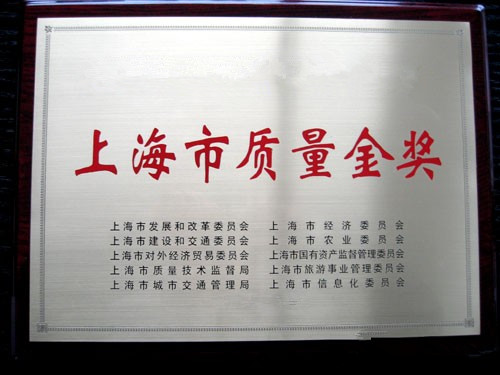 上海市质量金奖
上海市发展和改革委员会 上海市经济委员会
上海市建设和交通委员会 上海市农业委员会
上海市对外经济贸易委员会 上海市国有资产监督管理委员会
上海市质量技术监督局 上海市旅游事业管理委员会
上海市城市交通管理局 上海市信息化委员会